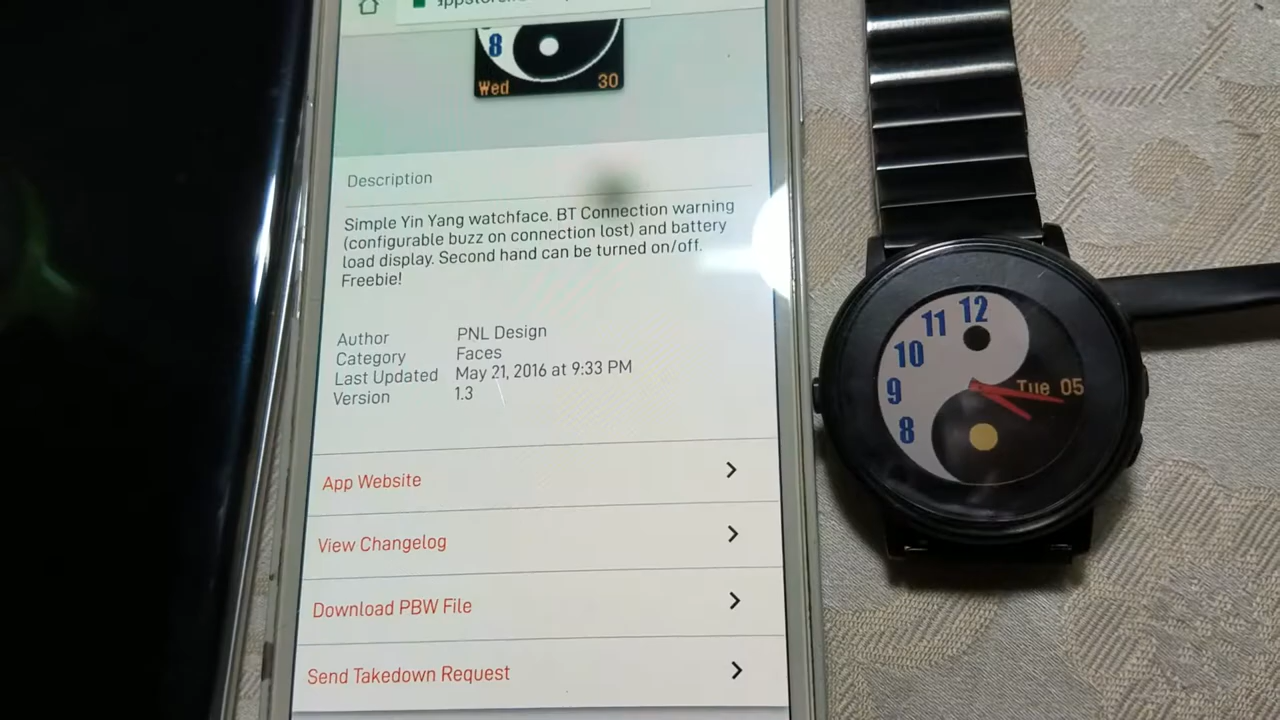 8
Wed 30
Description
Simple Yin Yang watchface. BT Connection warning
(configurable buzz on connection lost) and battery
load display. Second hand can be turned on/off.
Freebie!
Author PNL Design
Category Faces
Last Updated May 21, 2016 at 9:33 PM
Version 1.3
App Website
View Changelog
Download PBW File
Send Takedown Request
12
11
10
9
8
Tue 05